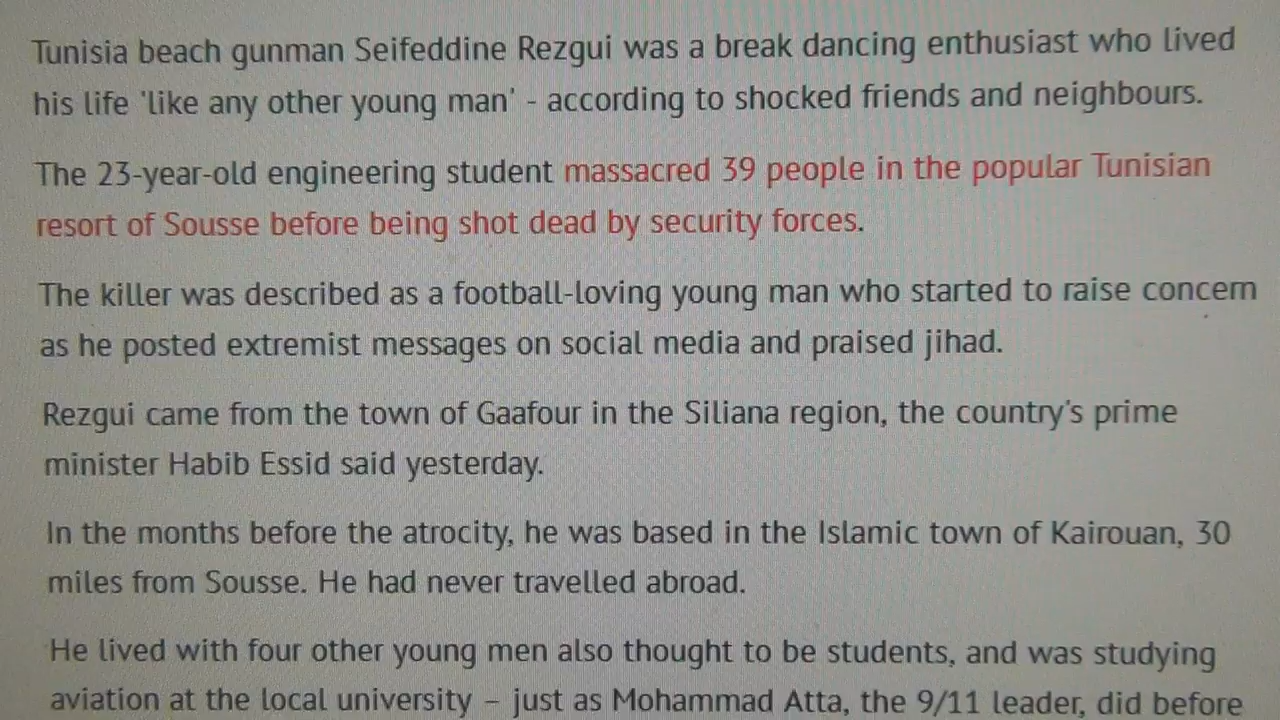 Tunisia beach gunman Seifeddine Rezgui was a break dancing enthusiast who lived
his life 'like any other young man' - according to shocked friends and neighbours.
The 23-year-old engineering student massacred 39 people in the popular Tunisian
resort of Sousse before being shot dead by security forces.
The killer was described as a football-loving young man who started to raise concern
as he posted extremist messages on social media and praised jihad.
Rezgui came from the town of Gaafour in the Siliana region, the country's prime
minister Habib Essid said yesterday.
In the months before the atrocity, he was based in the Islamic town of Kairouan, 30
miles from Sousse. He had never travelled abroad.
He lived with four other young men also thought to be students, and was studying
aviation at the local university – just as Mohammad Atta, the 9/11 leader, did before